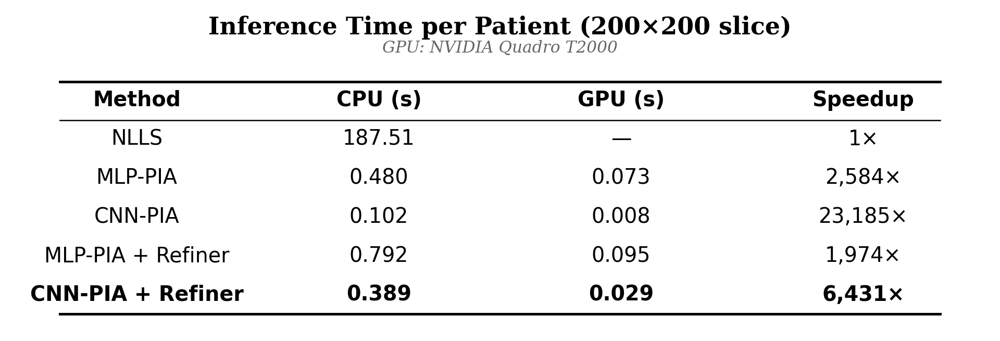 Inference Time per Patient (200×200 slice)
GPU: NVIDIA Quadro T2000
Method CPU (s) GPU (s) Speedup
NLLS 187.51 — 1×
MLP-PIA 0.480 0.073 2,584×
CNN-PIA 0.102 0.008 23,185×
MLP-PIA + Refiner 0.792 0.095 1,974×
CNN-PIA + Refiner 0.389 0.029 6,431×